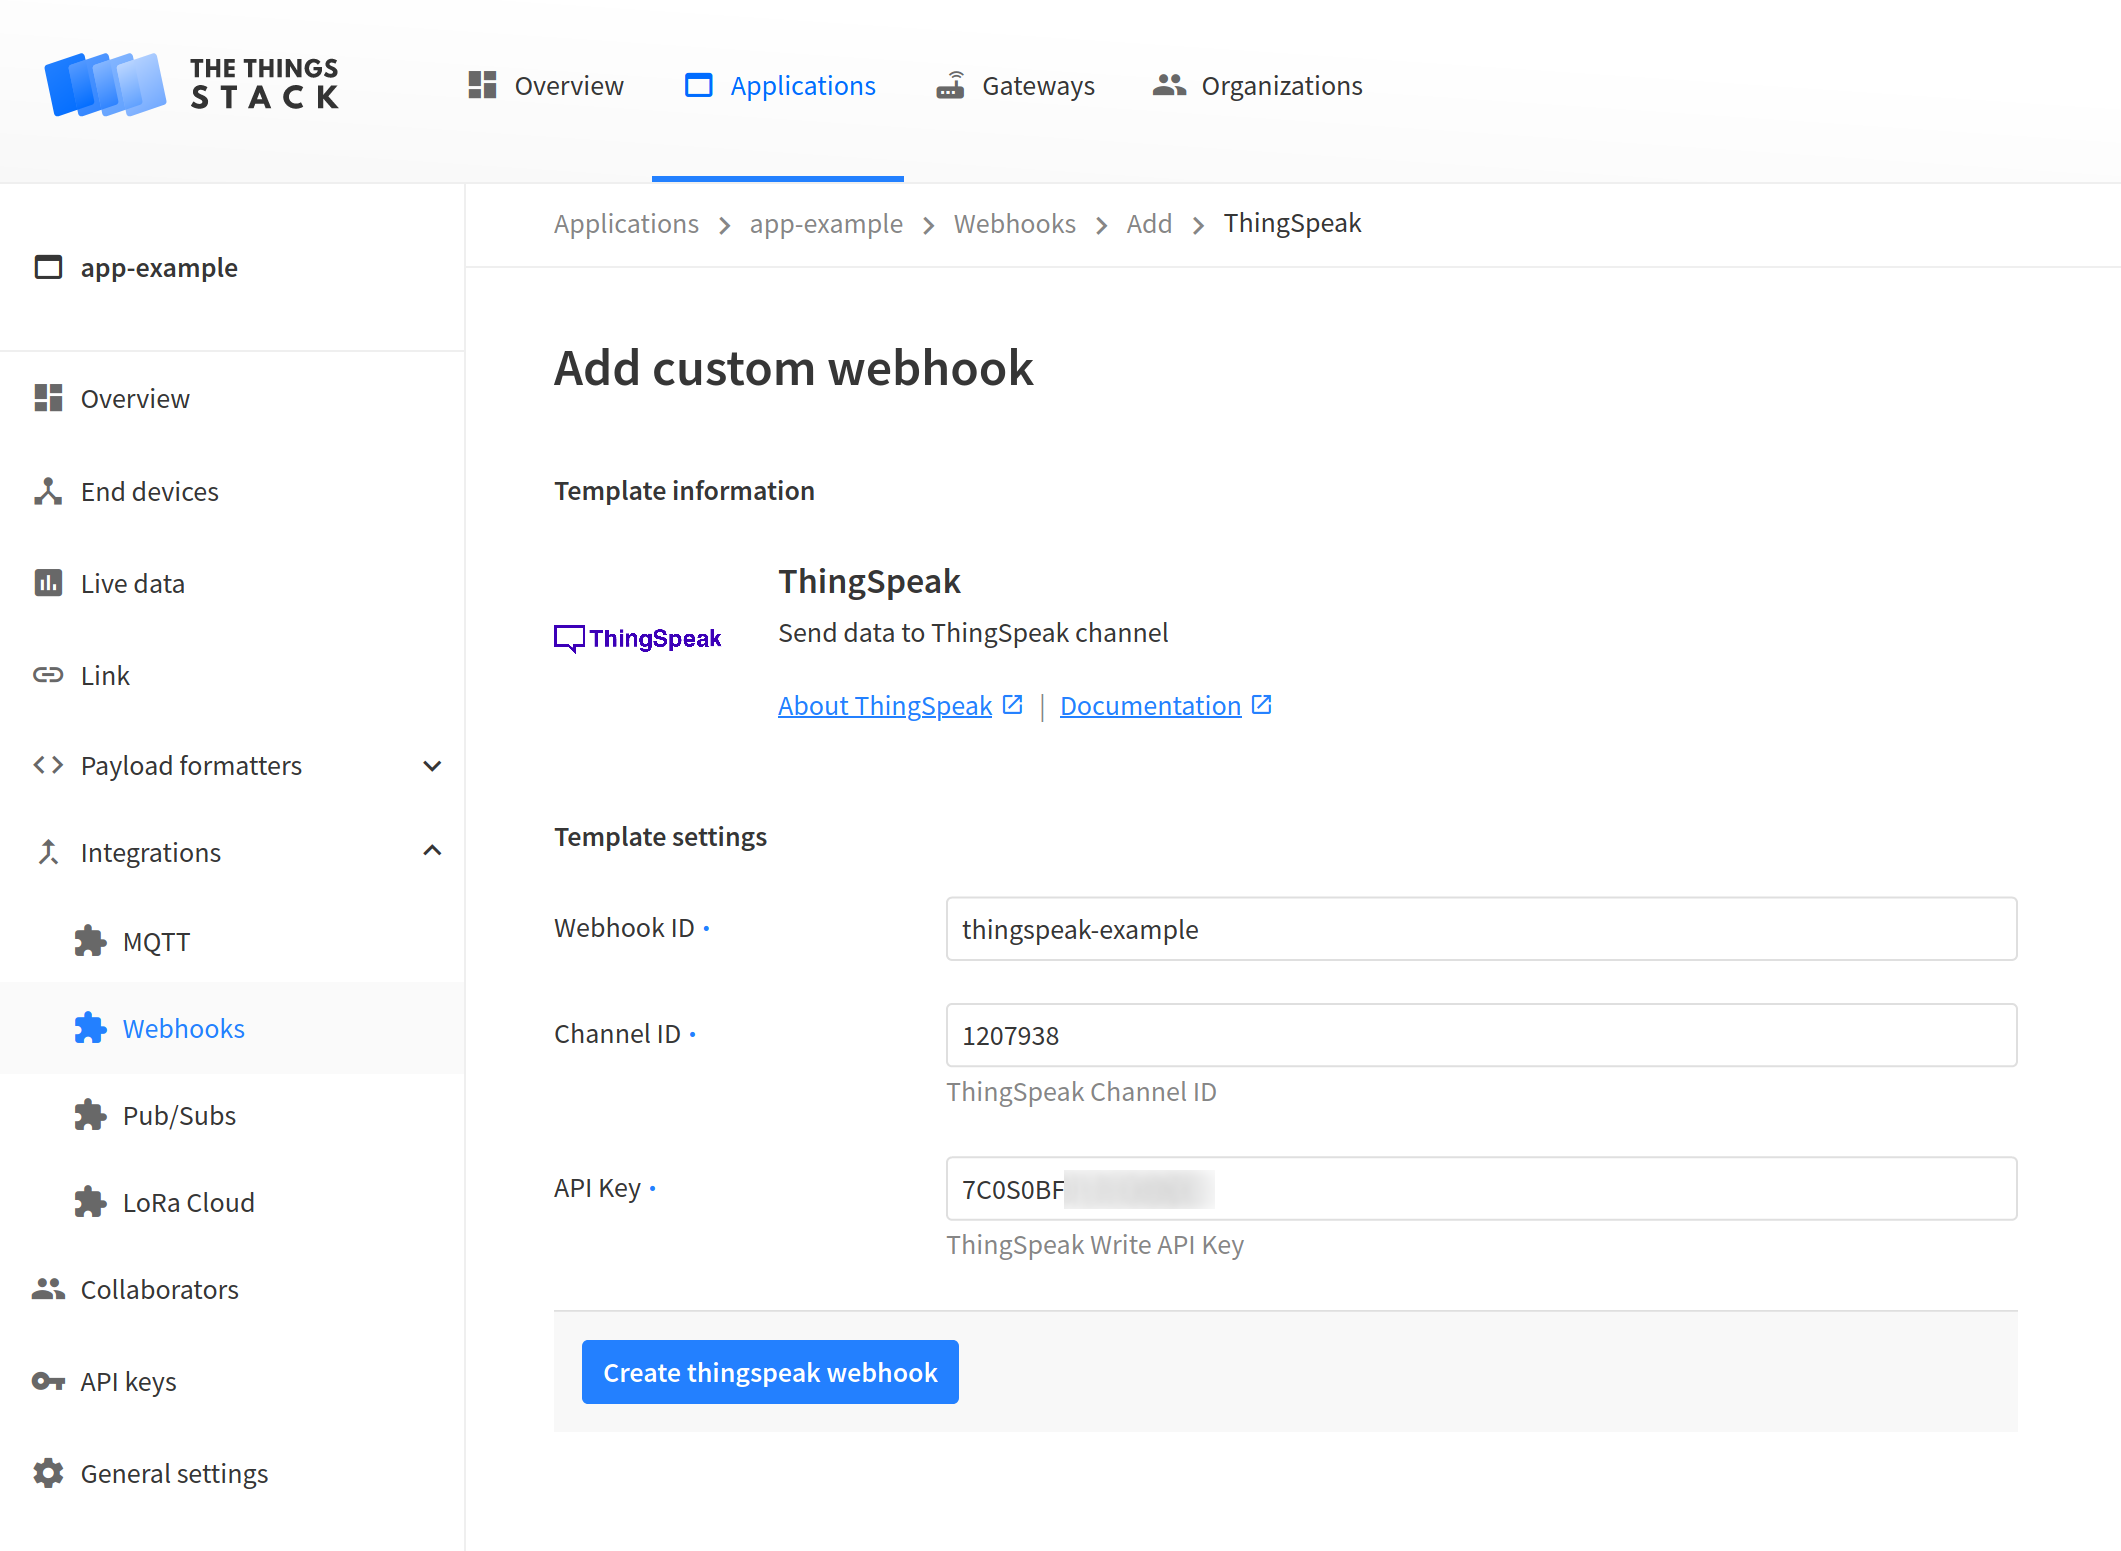 THE THINGS
STACK
Overview
Applications
Gateways
Organizations
app-example
Overview
End devices
Live data
Link
Payload formatters
Integrations
MQTT
Webhooks
Pub/Subs
LoRa Cloud
Collaborators
API keys
General settings
Applications > app-example > Webhooks > Add > ThingSpeak
Add custom webhook
Template information
ThingSpeak
ThingSpeak
Send data to ThingSpeak channel
About ThingSpeak | Documentation
Template settings
Webhook ID •
thingspeak-example
Channel ID •
1207938
ThingSpeak Channel ID
API Key •
7C0S0BF
ThingSpeak Write API Key
Create thingspeak webhook